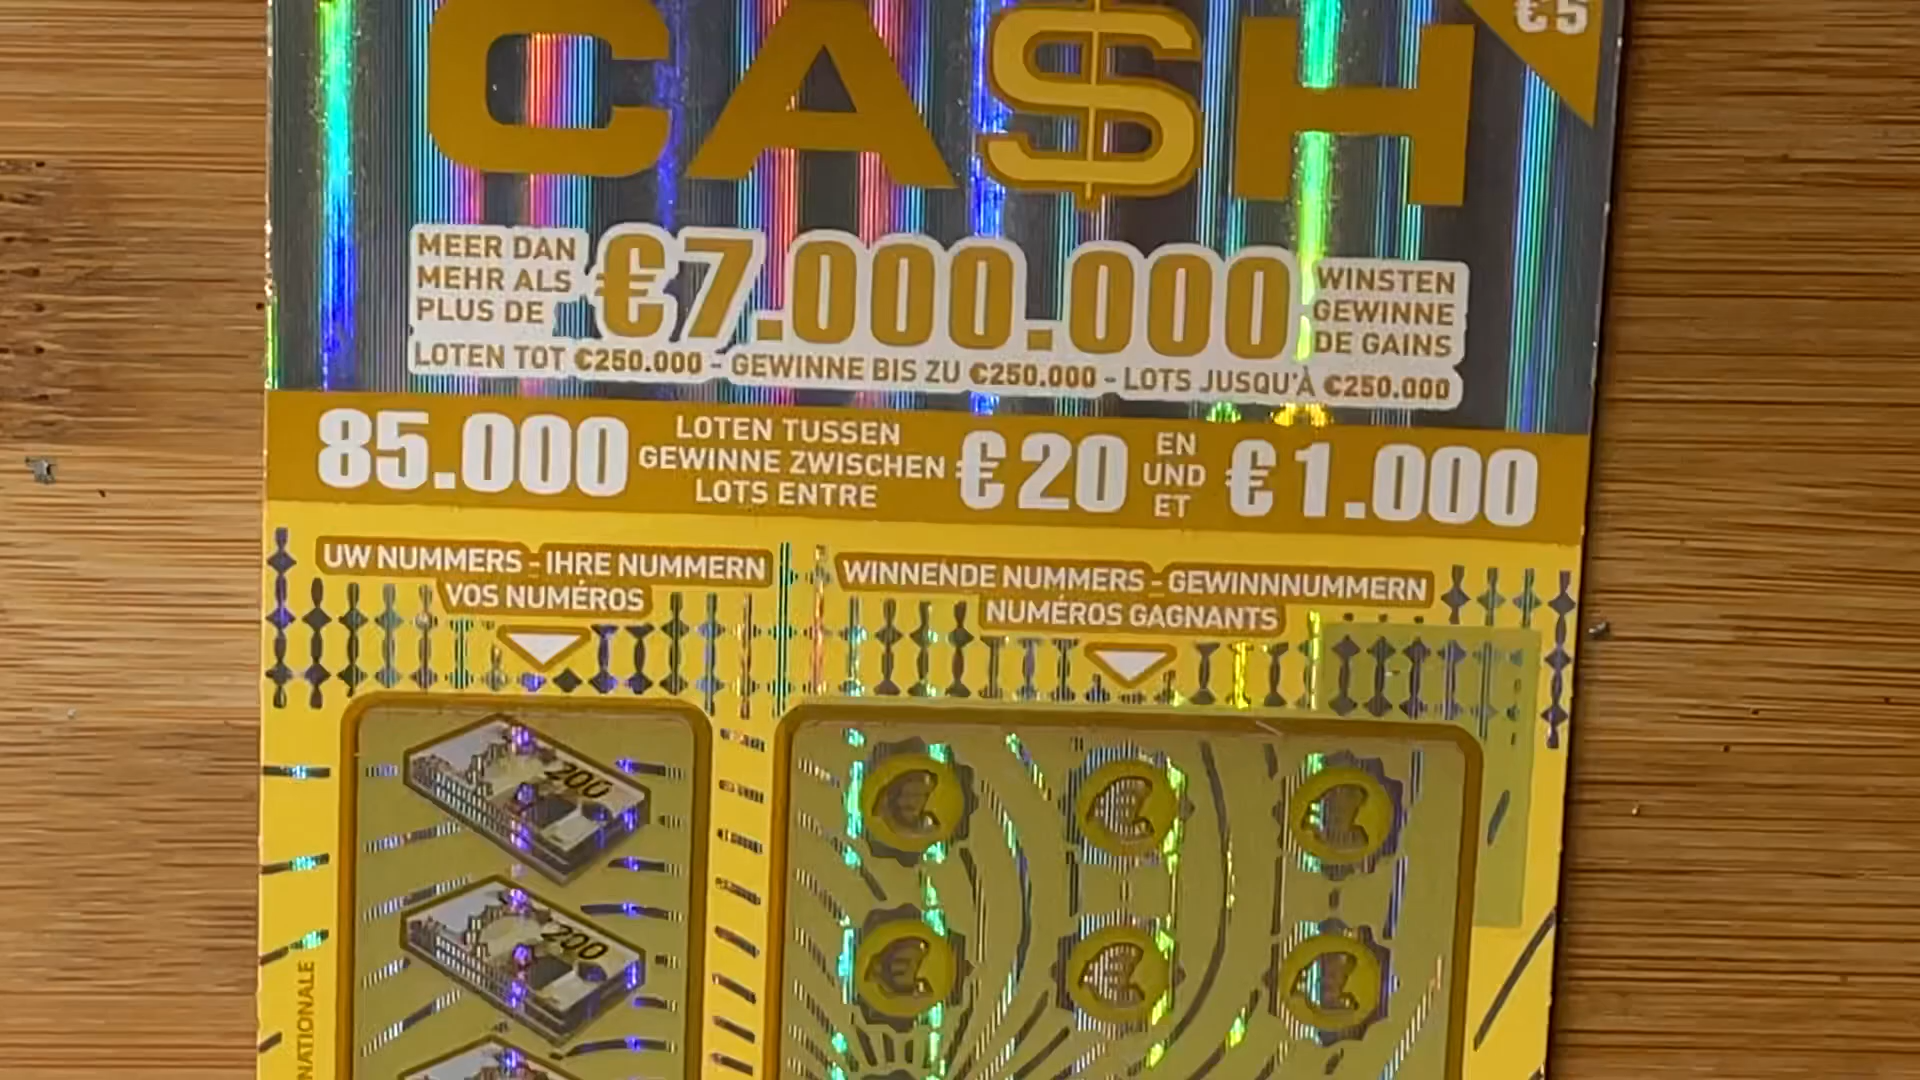 CA$H
€5
MEER DAN
MEHR ALS
PLUS DE
€7.000.000
WINSTEN
GEWINNE
DE GAINS
LOTEN TOT €250.000 - GEWINNE BIS ZU €250.000 - LOTS JUSQU'À €250.000
85.000
LOTEN TUSSEN
GEWINNE ZWISCHEN
LOTS ENTRE
€20
EN
UND
ET
€1.000
UW NUMMERS - IHRE NUMMERN
VOS NUMÉROS
WINNENDE NUMMERS - GEWINNNUMMERN
NUMÉROS GAGNANTS
200
200
€
€
€
€
€
€
NATIONALE